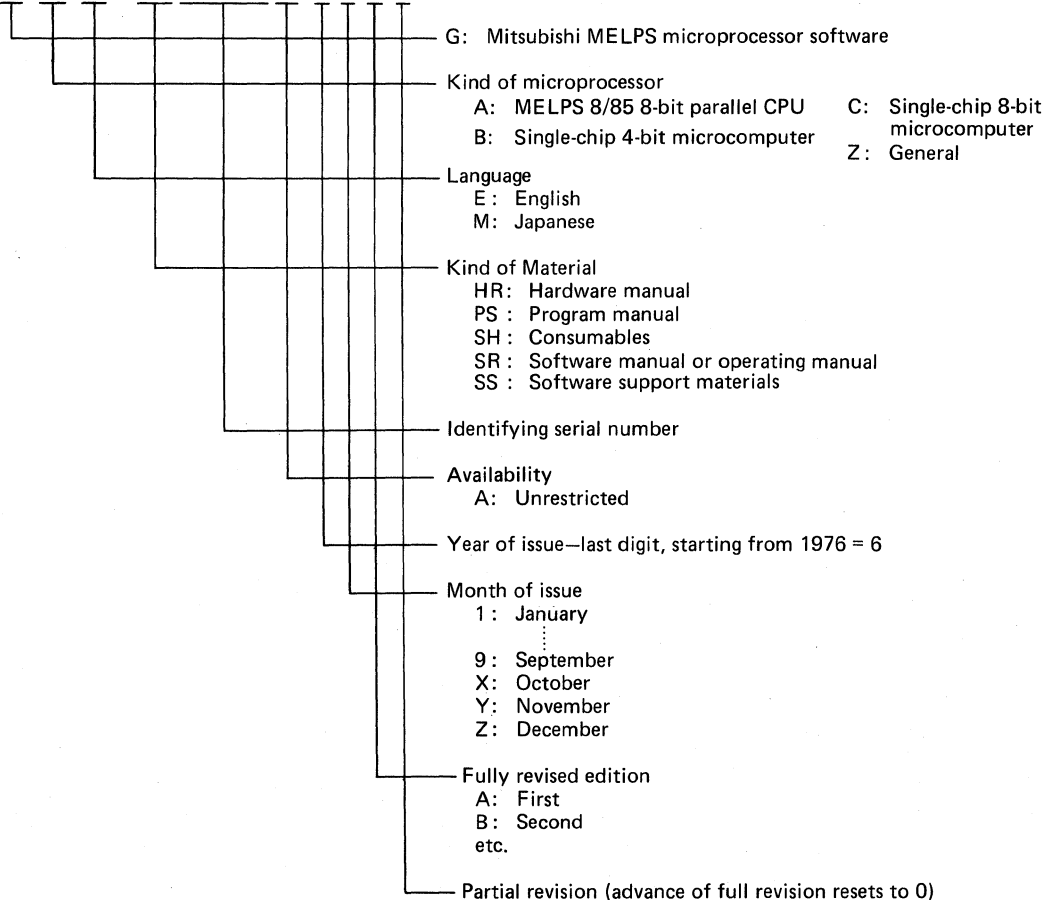 G: Mitsubishi MELPS microprocessor software
Kind of microprocessor
A: MELPS 8/85 8-bit parallel CPU
B: Single-chip 4-bit microcomputer
C: Single-chip 8-bit
microcomputer
Z: General
Language
E: English
M: Japanese
Kind of Material
HR: Hardware manual
PS: Program manual
SH: Consumables
SR: Software manual or operating manual
SS: Software support materials
Identifying serial number
Availability
A: Unrestricted
Year of issue—last digit, starting from 1976 = 6
Month of issue
1: January
9: September
X: October
Y: November
Z: December
Fully revised edition
A: First
B: Second
etc.
Partial revision (advance of full revision resets to 0)